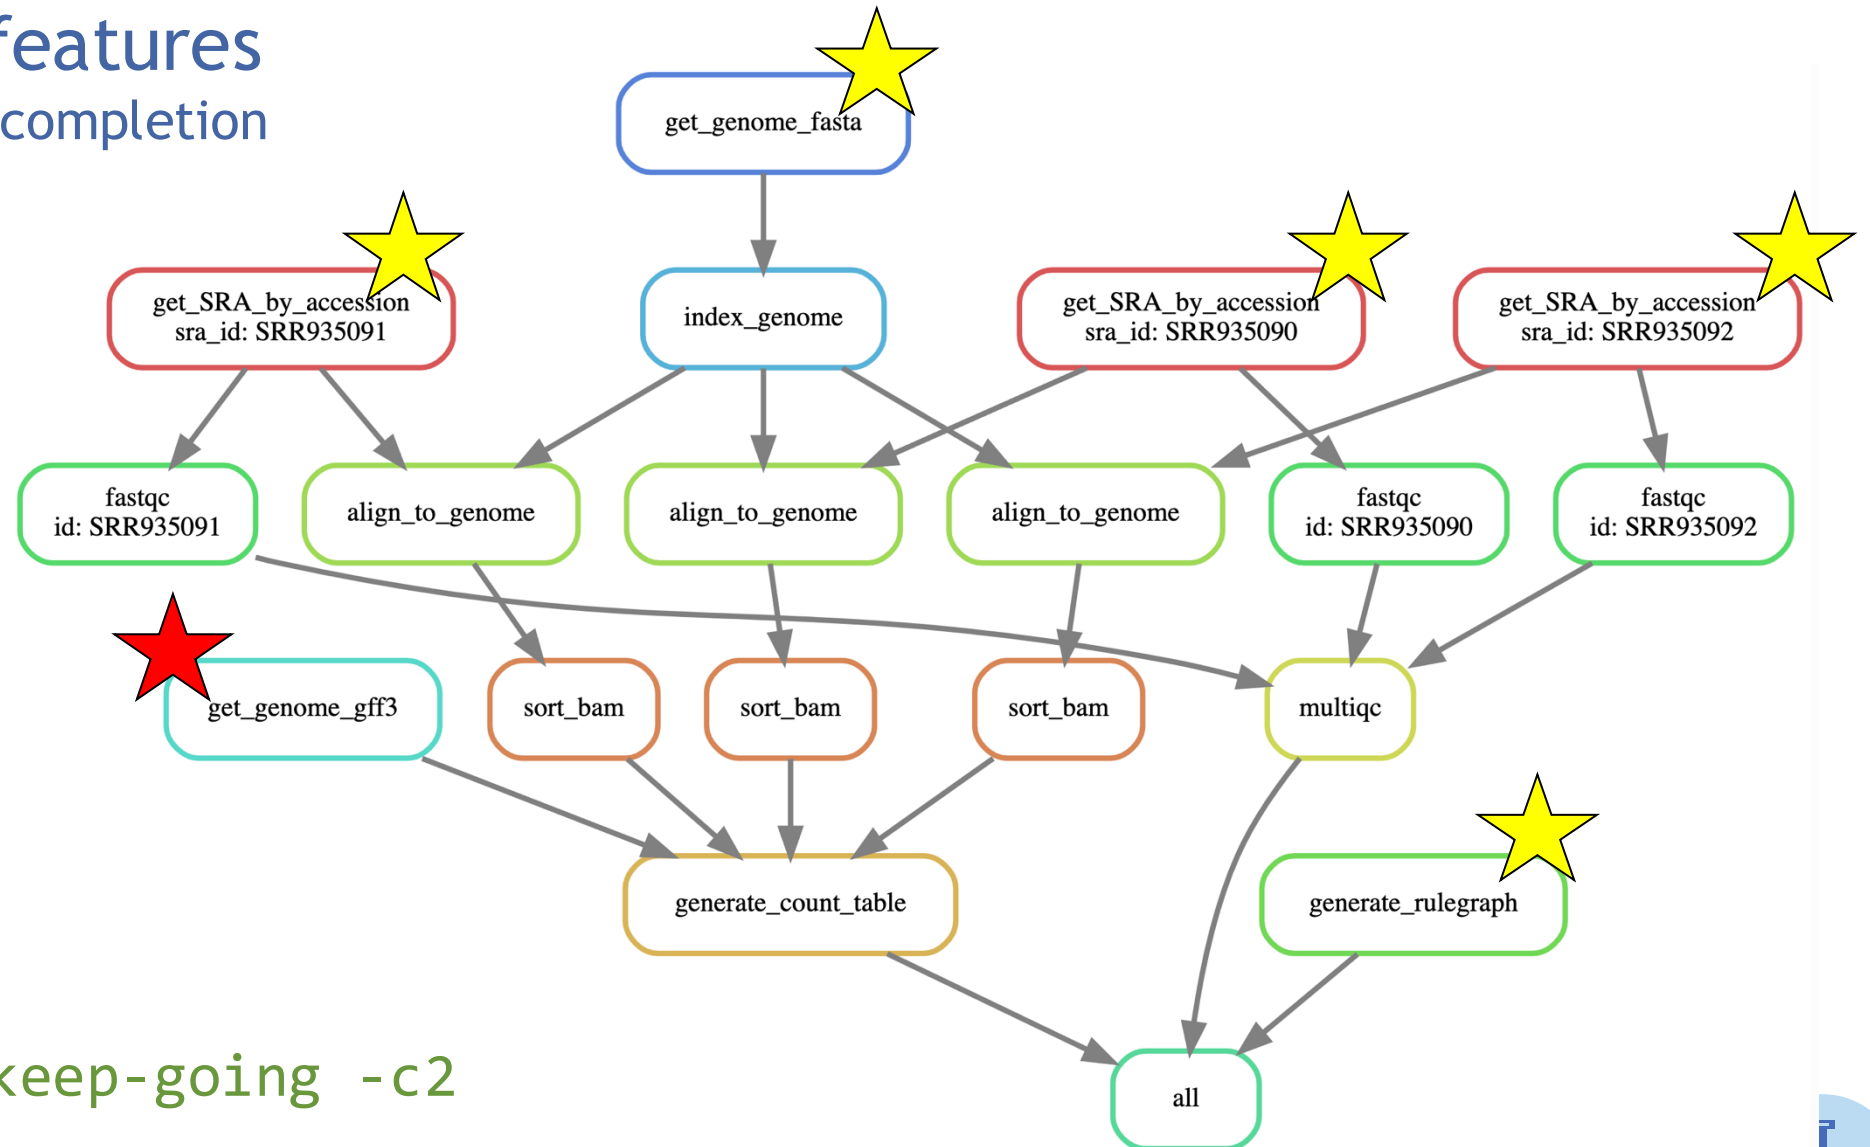 features
completion
get_genome_fasta
get_SRA_by_accession
sra_id: SRR935091
index_genome
get_SRA_by_accession
sra_id: SRR935090
get_SRA_by_accession
sra_id: SRR935092
fastqc
id: SRR935091
align_to_genome
align_to_genome
align_to_genome
fastqc
id: SRR935090
fastqc
id: SRR935092
get_genome_gff3
sort_bam
sort_bam
sort_bam
multiqc
generate_count_table
generate_rulegraph
keep-going -c2
all